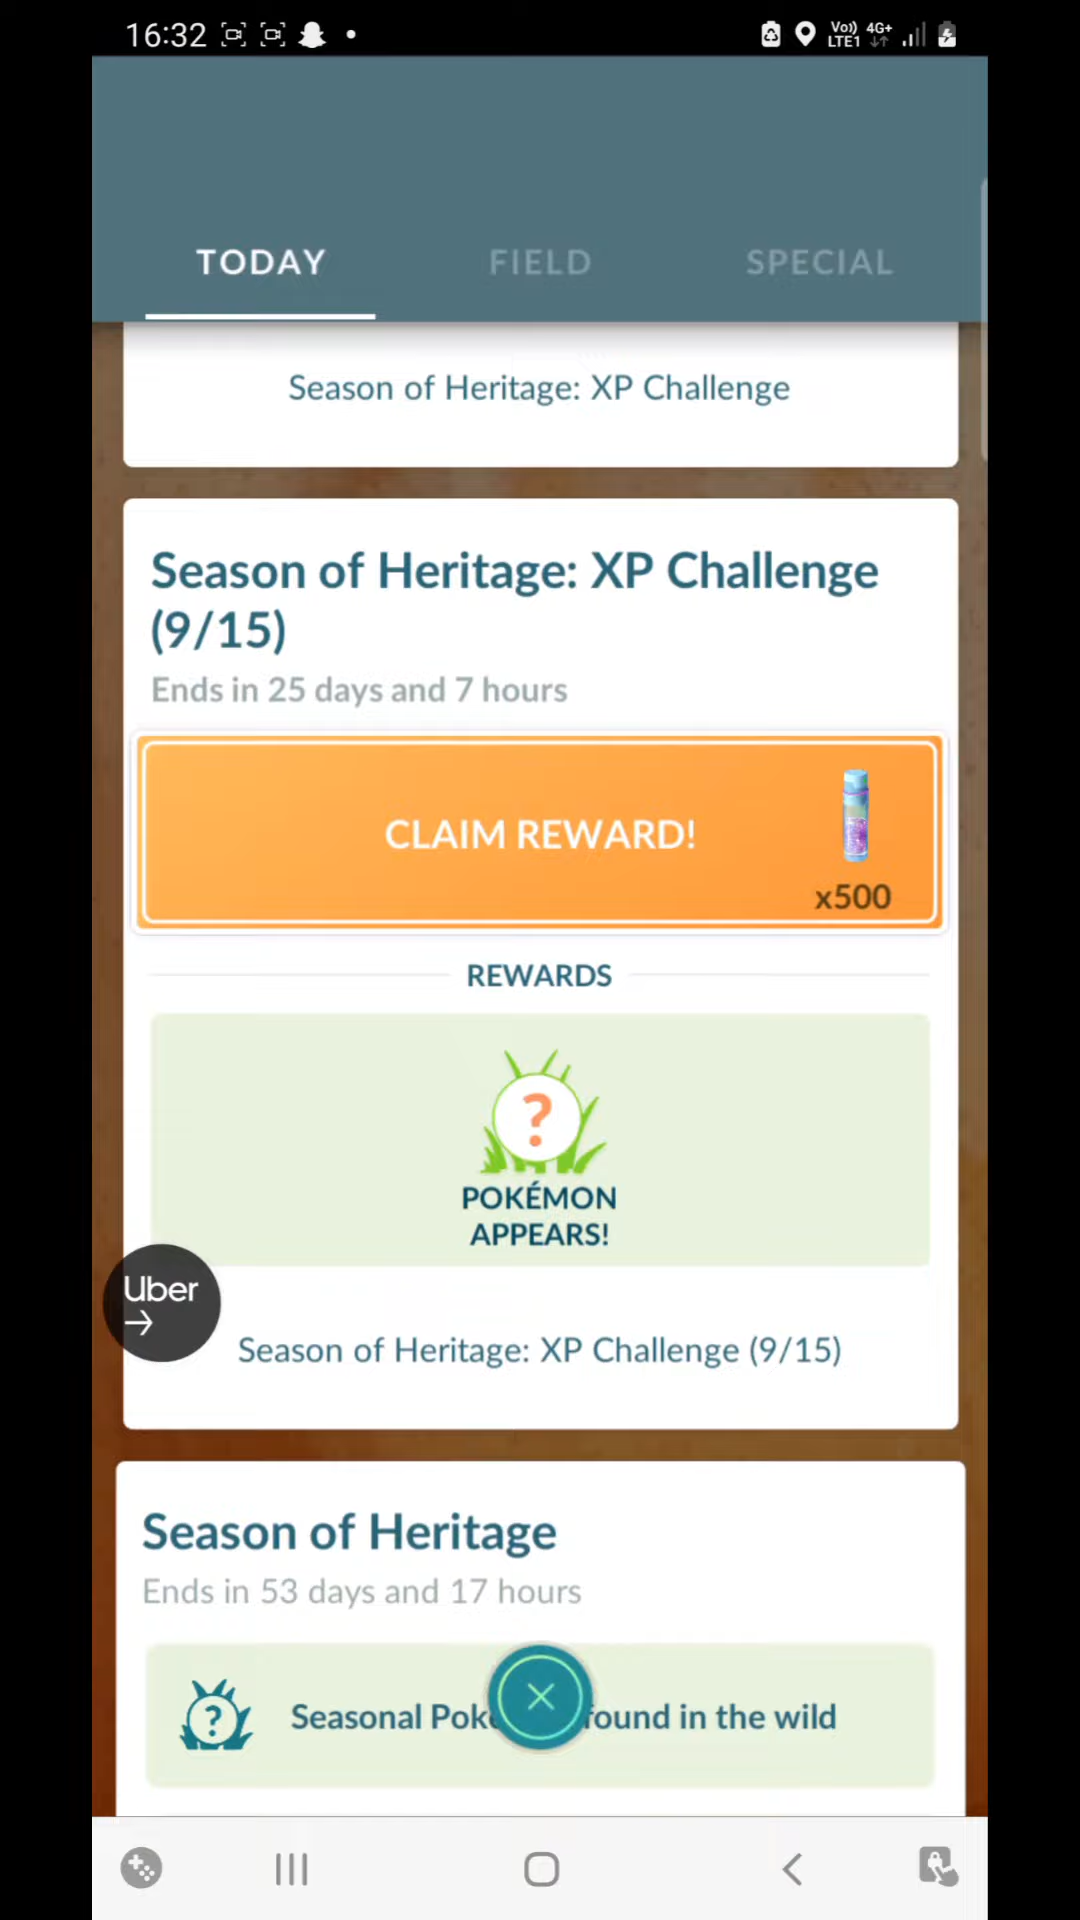 16:32
Vo)) 4G+
LTE1
TODAY
FIELD
SPECIAL
Season of Heritage: XP Challenge
Season of Heritage: XP Challenge
(9/15)
Ends in 25 days and 7 hours
CLAIM REWARD!
x500
REWARDS
?
POKÉMON
APPEARS!
Uber
Season of Heritage: XP Challenge (9/15)
Season of Heritage
Ends in 53 days and 17 hours
?
Seasonal Pok found in the wild